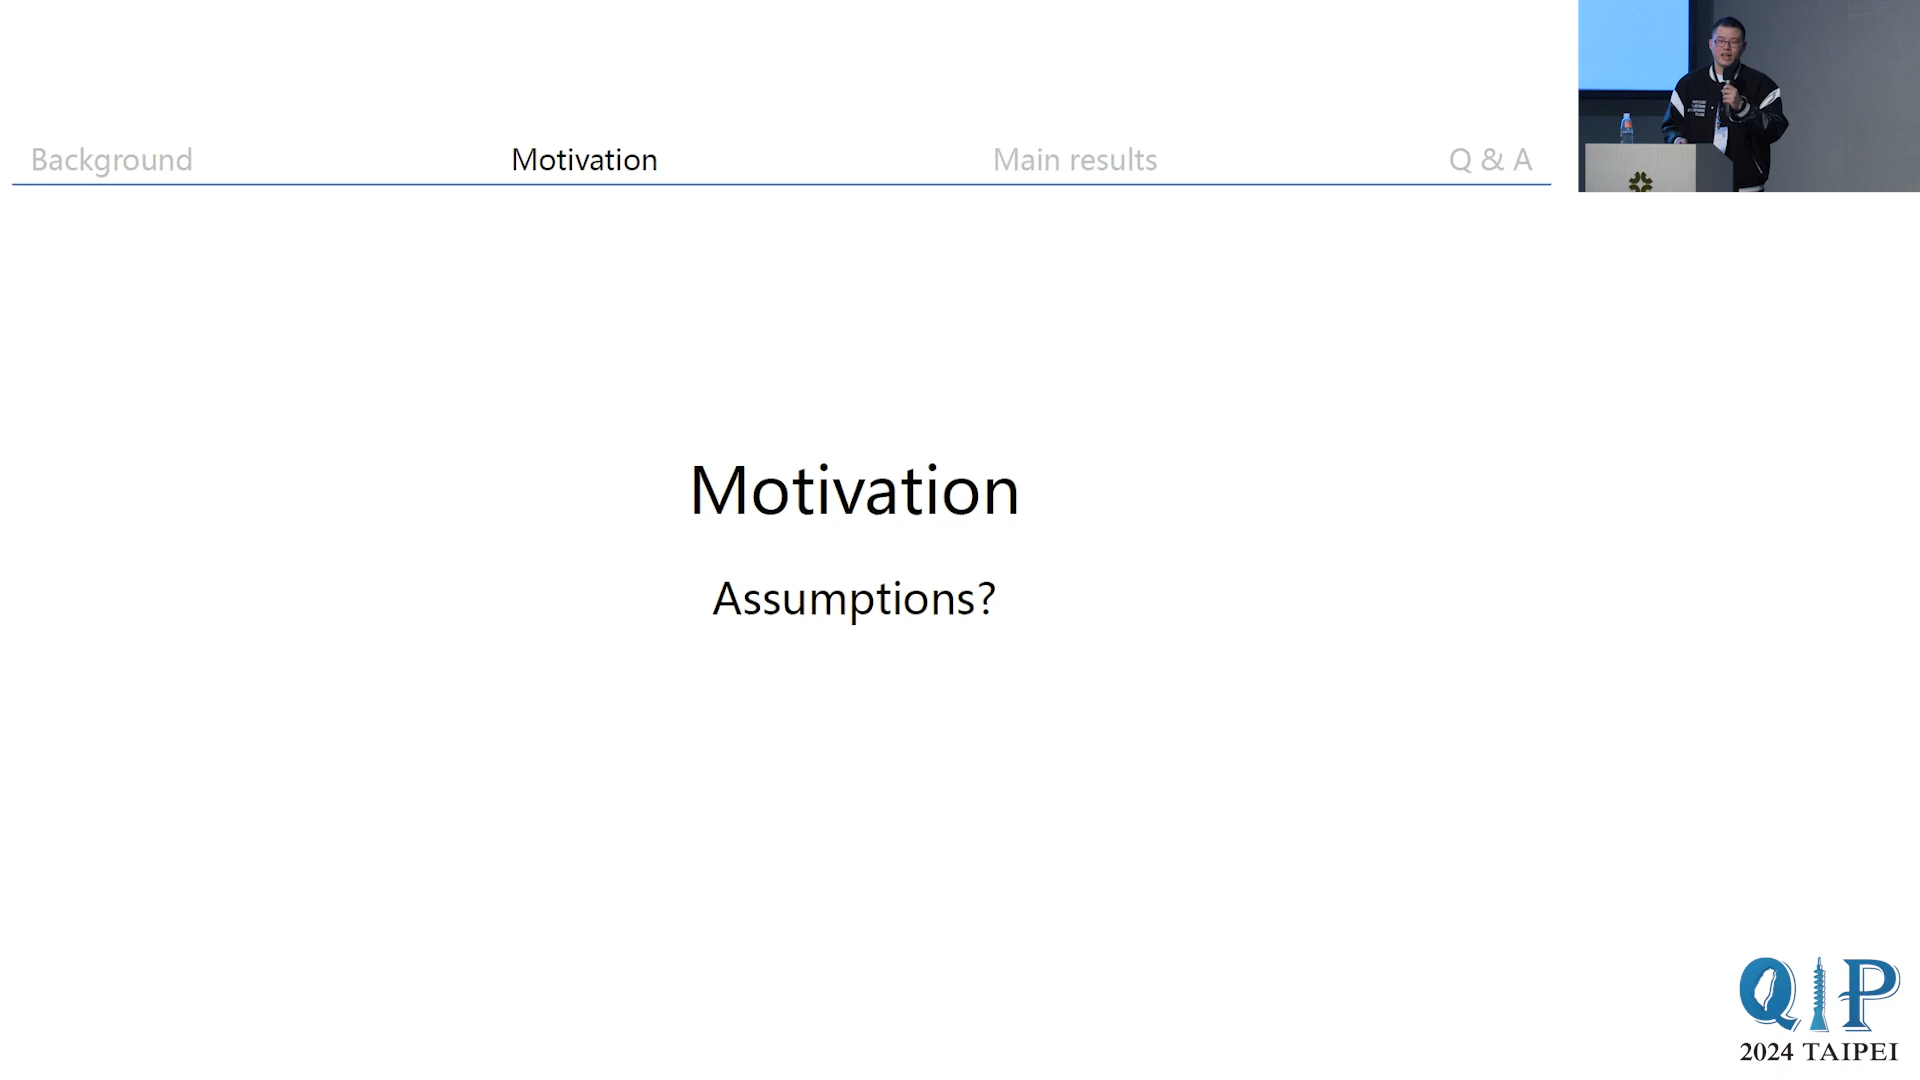 Background Motivation Main results Q & A
Motivation
Assumptions?
QIP
2024 TAIPEI